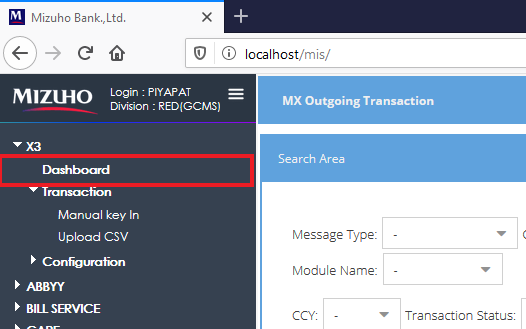 Mizuho Bank.,Ltd.
localhost/mis/
MIZUHO
Login : PIYAPAT
Division : RED(GCMS)
MX Outgoing Transaction
X3
Search Area
Dashboard
Transaction
Manual key In
Upload CSV
Message Type: -
Configuration
Module Name: -
ABBYY
BILL SERVICE
CCY: - Transaction Status: